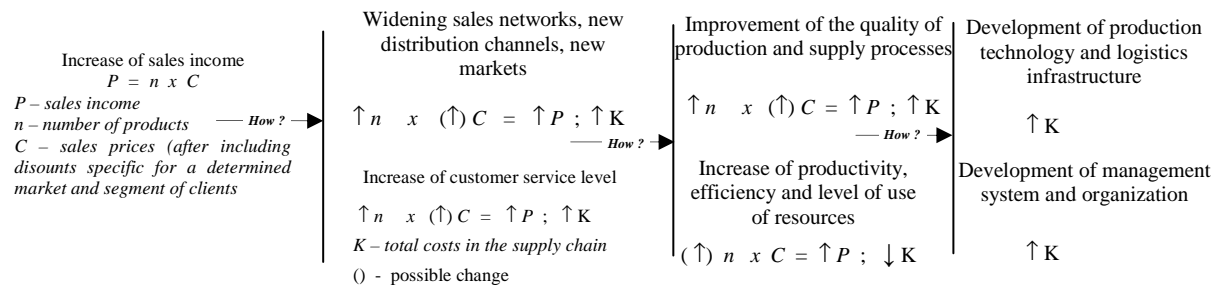 Increase of sales income
P = n x C
P – sales income
n – number of products
C – sales prices (after including
disounts specific for a determined
market and segment of clients
How ?
Widening sales networks, new
distribution channels, new
markets
↑ n x (↑) C = ↑ P ; ↑ K
Increase of customer service level
↑ n x (↑) C = ↑ P ; ↑ K
K – total costs in the supply chain
() - possible change
How ?
Improvement of the quality of
production and supply processes
↑ n x (↑) C = ↑ P ; ↑ K
Increase of productivity,
efficiency and level of use
of resources
(↑) n x C = ↑ P ; ↓ K
How ?
Development of production
technology and logistics
infrastructure
↑ K
Development of management
system and organization
↑ K